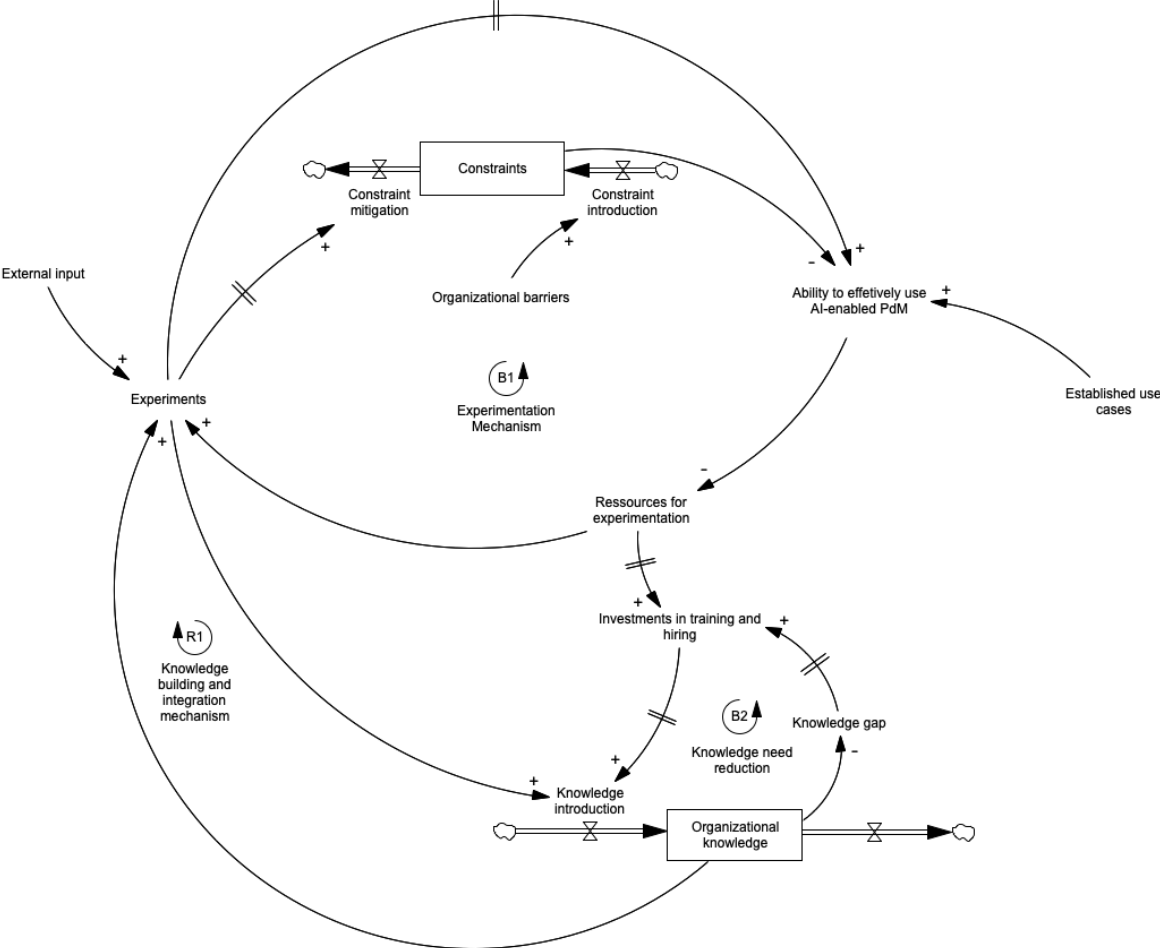 Constraints
Constraint
mitigation
Constraint
introduction
+
+
+
-
External input
Organizational barriers
Ability to effetively use
AI-enabled PdM
+
+
Experiments
B1
Experimentation
Mechanism
Established use
cases
+
+
-
Ressources for
experimentation
+
Investments in training and
hiring
+
R1
Knowledge
building and
integration
mechanism
B2
Knowledge need
reduction
Knowledge gap
-
+
+
Knowledge
introduction
Organizational
knowledge